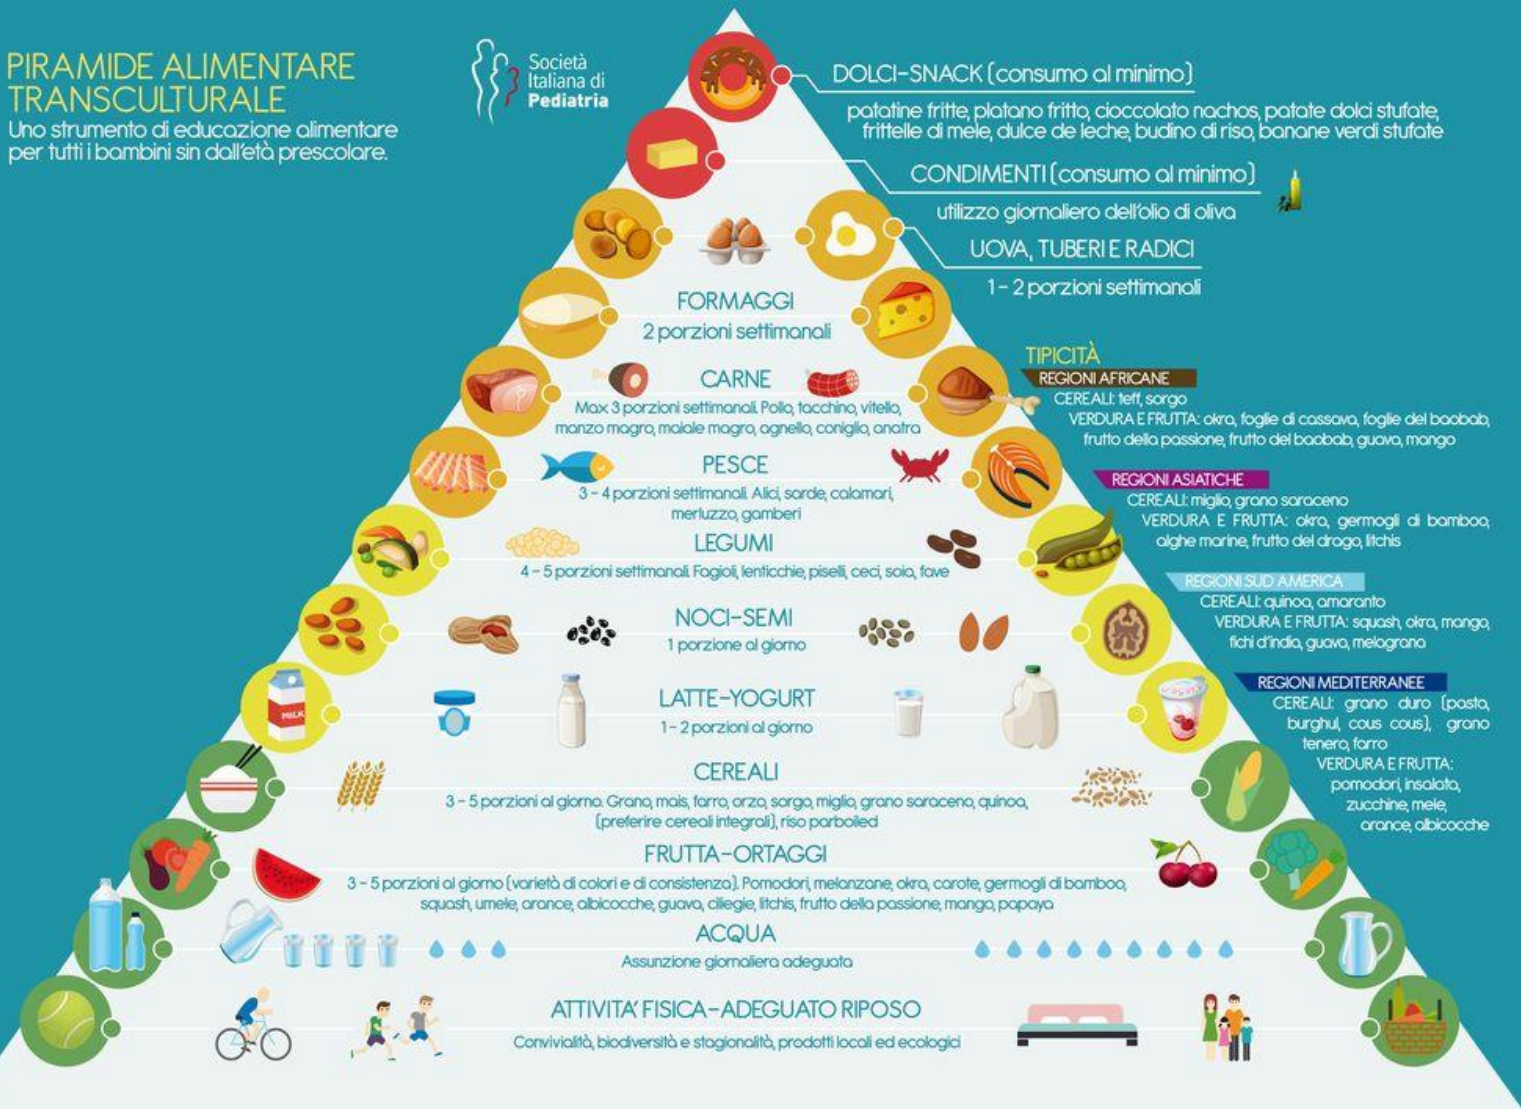 PIRAMIDE ALIMENTARE
TRANSCULTURALE
Uno strumento di educazione alimentare
per tutti i bambini sin dall'età prescolare.
Società
Italiana di
Pediatria
DOLCI-SNACK (consumo al minimo)
patatine fritte, platano fritto, cioccolato nachos, patate dolci stufate,
frittelle di mele, dulce de leche, budino di riso, banane verdi stufate
CONDIMENTI (consumo al minimo)
utilizzo giornaliero dell'olio di oliva
UOVA, TUBERI E RADICI
1 - 2 porzioni settimanali
FORMAGGI
2 porzioni settimanali
CARNE
Max 3 porzioni settimanali. Pollo, tacchino, vitello,
manzo magro, maiale magro, agnello, coniglio, anatra
PESCE
3 - 4 porzioni settimanali. Alici, sarde, calamari,
merluzzo, gamberi
LEGUMI
4 - 5 porzioni settimanali. Fagioli, lenticchie, piselli, ceci, soia, fave
NOCI-SEMI
1 porzione al giorno
MILK
LATTE-YOGURT
1 - 2 porzioni al giorno
CEREALI
3 - 5 porzioni al giorno. Grano, mais, farro, orzo, sorgo, miglio, grano saraceno, quinoa,
(preferire cereali integrali), riso parboiled
FRUTTA-ORTAGGI
3 - 5 porzioni al giorno (varietà di colori e di consistenza). Pomodori, melanzane, okra, carote, germogli di bamboo,
squash, umele, arance, albicocche, guava, ciliegie, litchis, frutto della passione, mango, papaya
ACQUA
Assunzione giornaliera adeguata
ATTIVITA' FISICA-ADEGUATO RIPOSO
Convivialità, biodiversità e stagionalità, prodotti locali ed ecologici
TIPICITÀ
REGIONI AFRICANE
CEREALI: teff, sorgo
VERDURA E FRUTTA: okra, foglie di cassava, foglie del baobab,
frutto della passione, frutto del baobab, guava, mango
REGIONI ASIATICHE
CEREALI: miglio, grano saraceno
VERDURA E FRUTTA: okra, germogli di bamboo,
alghe marine, frutto del drago, litchis
REGIONI SUD AMERICA
CEREALI: quinoa, amaranto
VERDURA E FRUTTA: squash, okra, mango,
fichi d'india, guava, melograno
REGIONI MEDITERRANEE
CEREALI: grano duro (pasta,
burghul, cous cous), grano
tenero, farro
VERDURA E FRUTTA:
pomodori, insalata,
zucchine, mele,
arance, albicocche